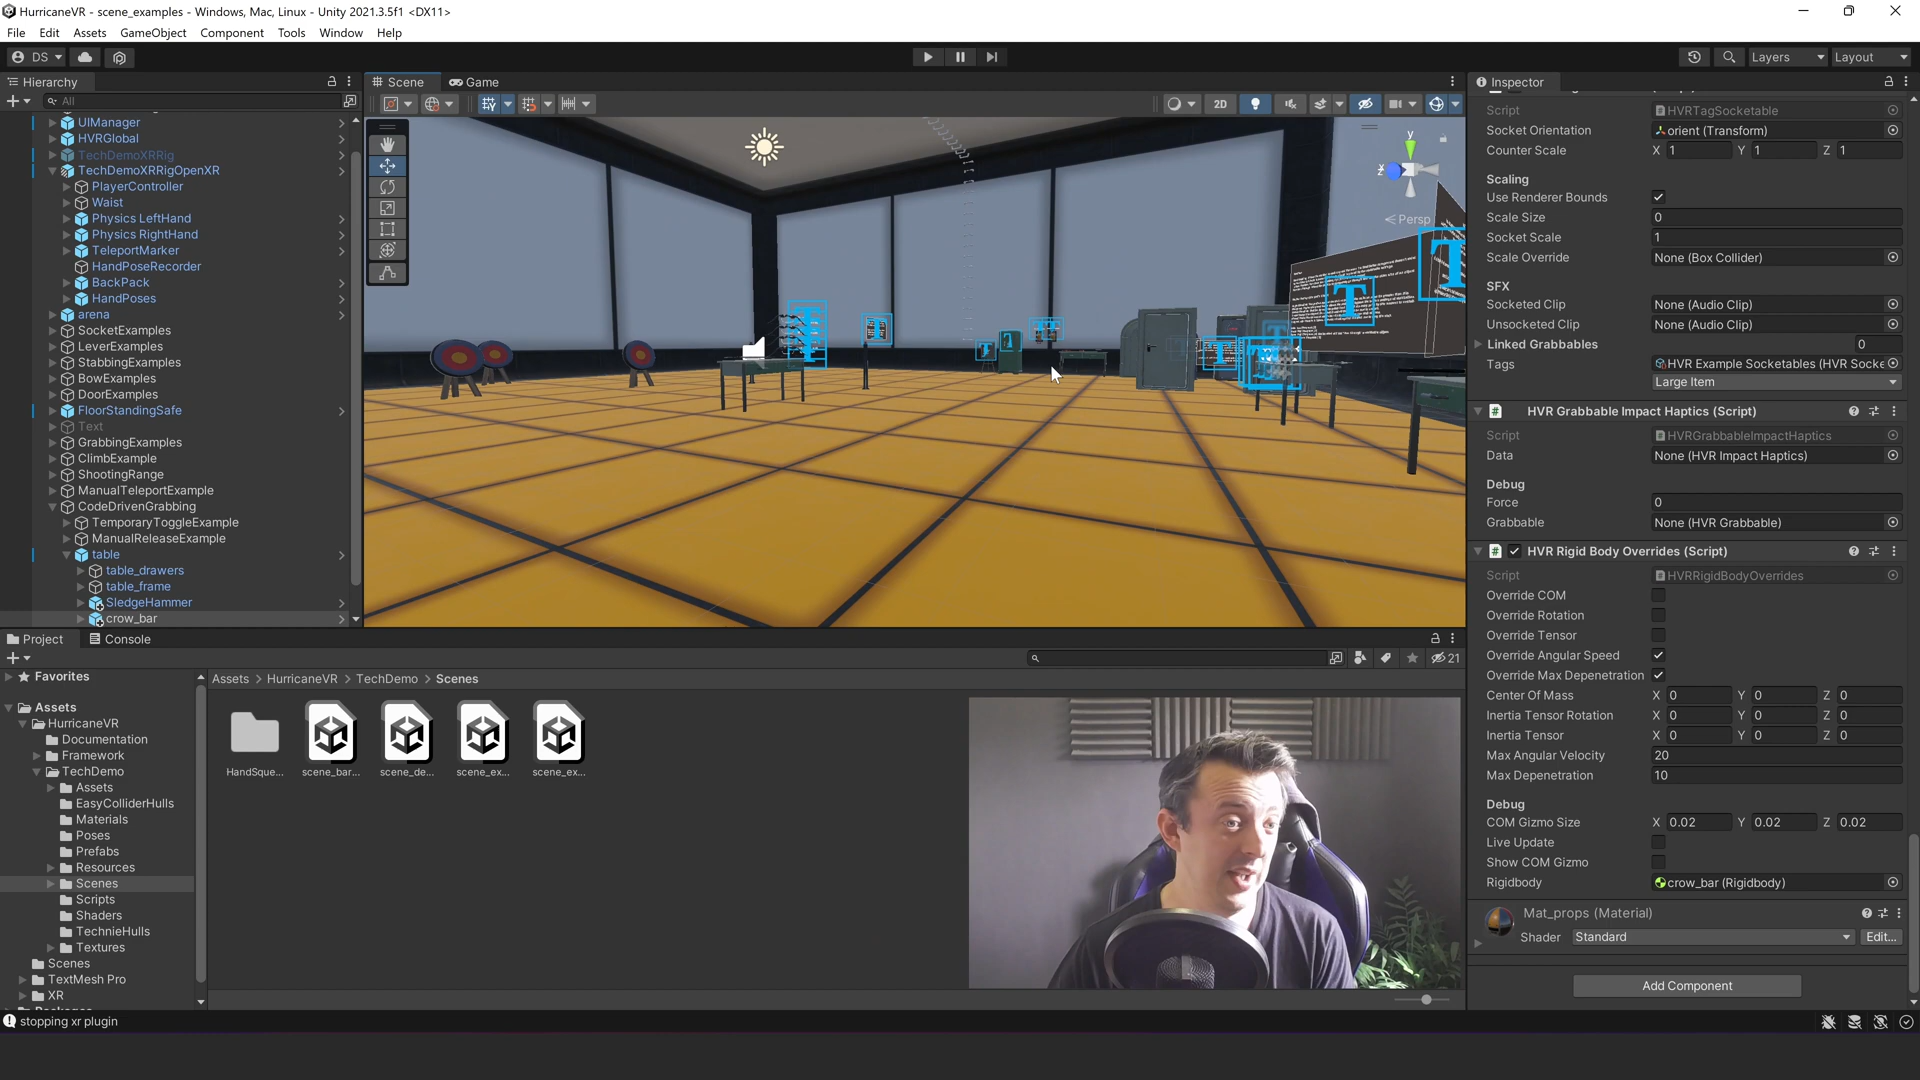 HurricaneVR - scene_examples - Windows, Mac, Linux - Unity 2021.3.5f1 <DX11>
File Edit Assets GameObject Component Tools Window Help
DS
Layers
Layout
Hierarchy
All
UIManager
HVRGlobal
TechDemoXRRig
TechDemoXRRigOpenXR
PlayerController
Waist
Physics LeftHand
Physics RightHand
TeleportMarker
HandPoseRecorder
BackPack
HandPoses
arena
SocketExamples
LeverExamples
StabbingExamples
BowExamples
DoorExamples
FloorStandingSafe
Text
GrabbingExamples
ClimbExample
ShootingRange
ManualTeleportExample
CodeDrivenGrabbing
TemporaryToggleExample
ManualReleaseExample
table
table_drawers
table_frame
SledgeHammer
crow_bar
Scene
Game
2D
y
z
Persp
Inspector
Script HVRTagSocketable
Socket Orientation orient (Transform)
Counter Scale X 1 Y 1 Z 1
Scaling
Use Renderer Bounds
Scale Size 0
Socket Scale 1
Scale Override None (Box Collider)
SFX
Socketed Clip None (Audio Clip)
Unsocketed Clip None (Audio Clip)
Linked Grabbables 0
Tags HVR Example Socketables (HVR Socke
Large Item
HVR Grabbable Impact Haptics (Script)
Script HVRGrabbableImpactHaptics
Data None (HVR Impact Haptics)
Debug
Force 0
Grabbable None (HVR Grabbable)
HVR Rigid Body Overrides (Script)
Script HVRRigidBodyOverrides
Override COM
Override Rotation
Override Tensor
Override Angular Speed
Override Max Depenetration
Center Of Mass X 0 Y 0 Z 0
Inertia Tensor Rotation X 0 Y 0 Z 0
Inertia Tensor X 0 Y 0 Z 0
Max Angular Velocity 20
Max Depenetration 10
Debug
COM Gizmo Size X 0.02 Y 0.02 Z 0.02
Live Update
Show COM Gizmo
Rigidbody crow_bar (Rigidbody)
Mat_props (Material)
Shader Standard Edit...
Add Component
Project
Console
21
Favorites
Assets
HurricaneVR
Documentation
Framework
TechDemo
Assets
EasyColliderHulls
Materials
Poses
Prefabs
Resources
Scenes
Scripts
Shaders
TechnieHulls
Textures
Scenes
TextMesh Pro
XR
Assets > HurricaneVR > TechDemo > Scenes
HandSque... scene_bar... scene_de... scene_ex... scene_ex...
stopping xr plugin